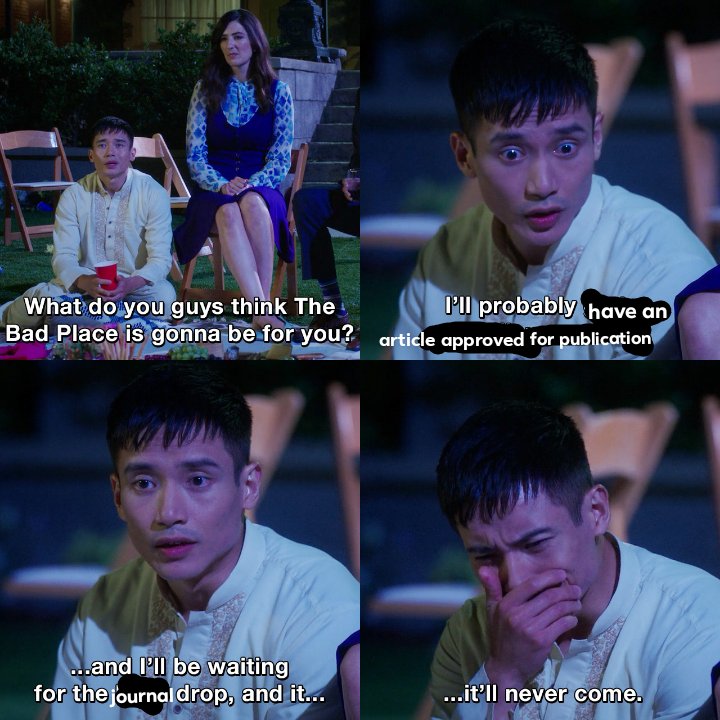 What do you guys think The
Bad Place is gonna be for you?
I'll probably have an
article approved for publication
...and I'll be waiting
for the journal drop, and it...
...it'll never come.